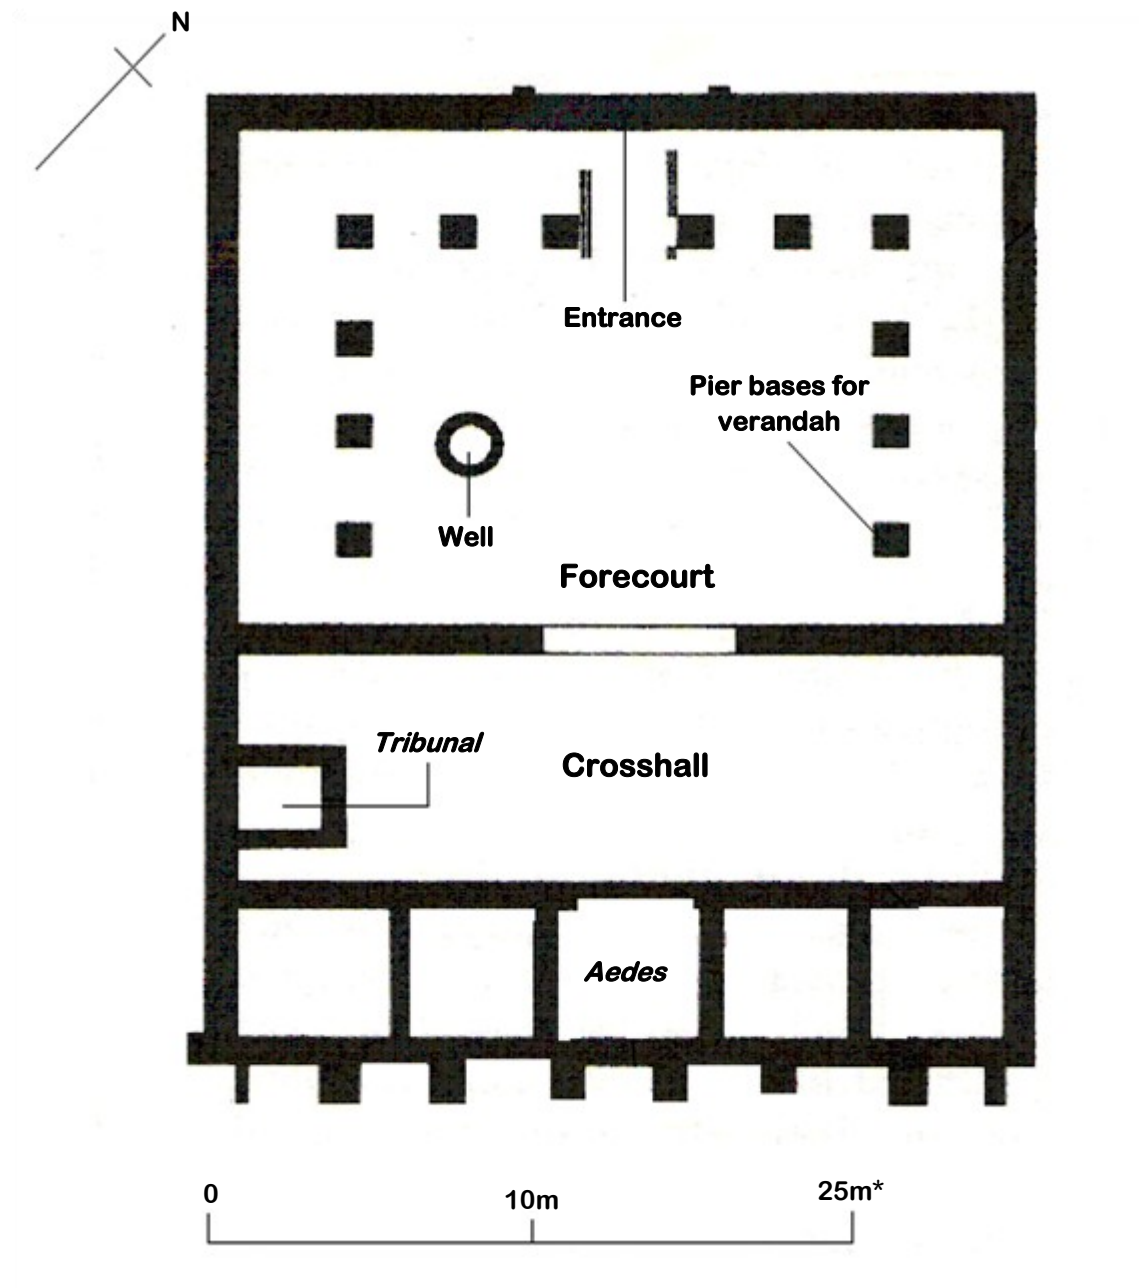 N
Entrance
Pier bases for
verandah
Well
Forecourt
Tribunal
Crosshall
Aedes
0
10m
25m*